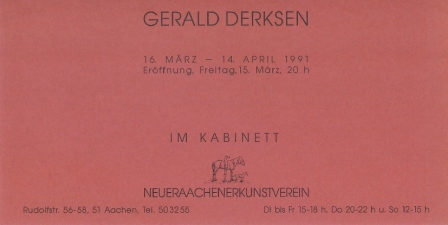 GERALD DERKSEN
16. MÄRZ – 14. APRIL 1991
Eröffnung, Freitag, 15. März, 20 h
IM KABINETT
NEUERAACHENERKUNSTVEREIN
Rudolfstr. 56-58, 51 Aachen, Tel. 503255
Di bis Fr 15-18 h, Do 20-22 h u. So 12-15 h